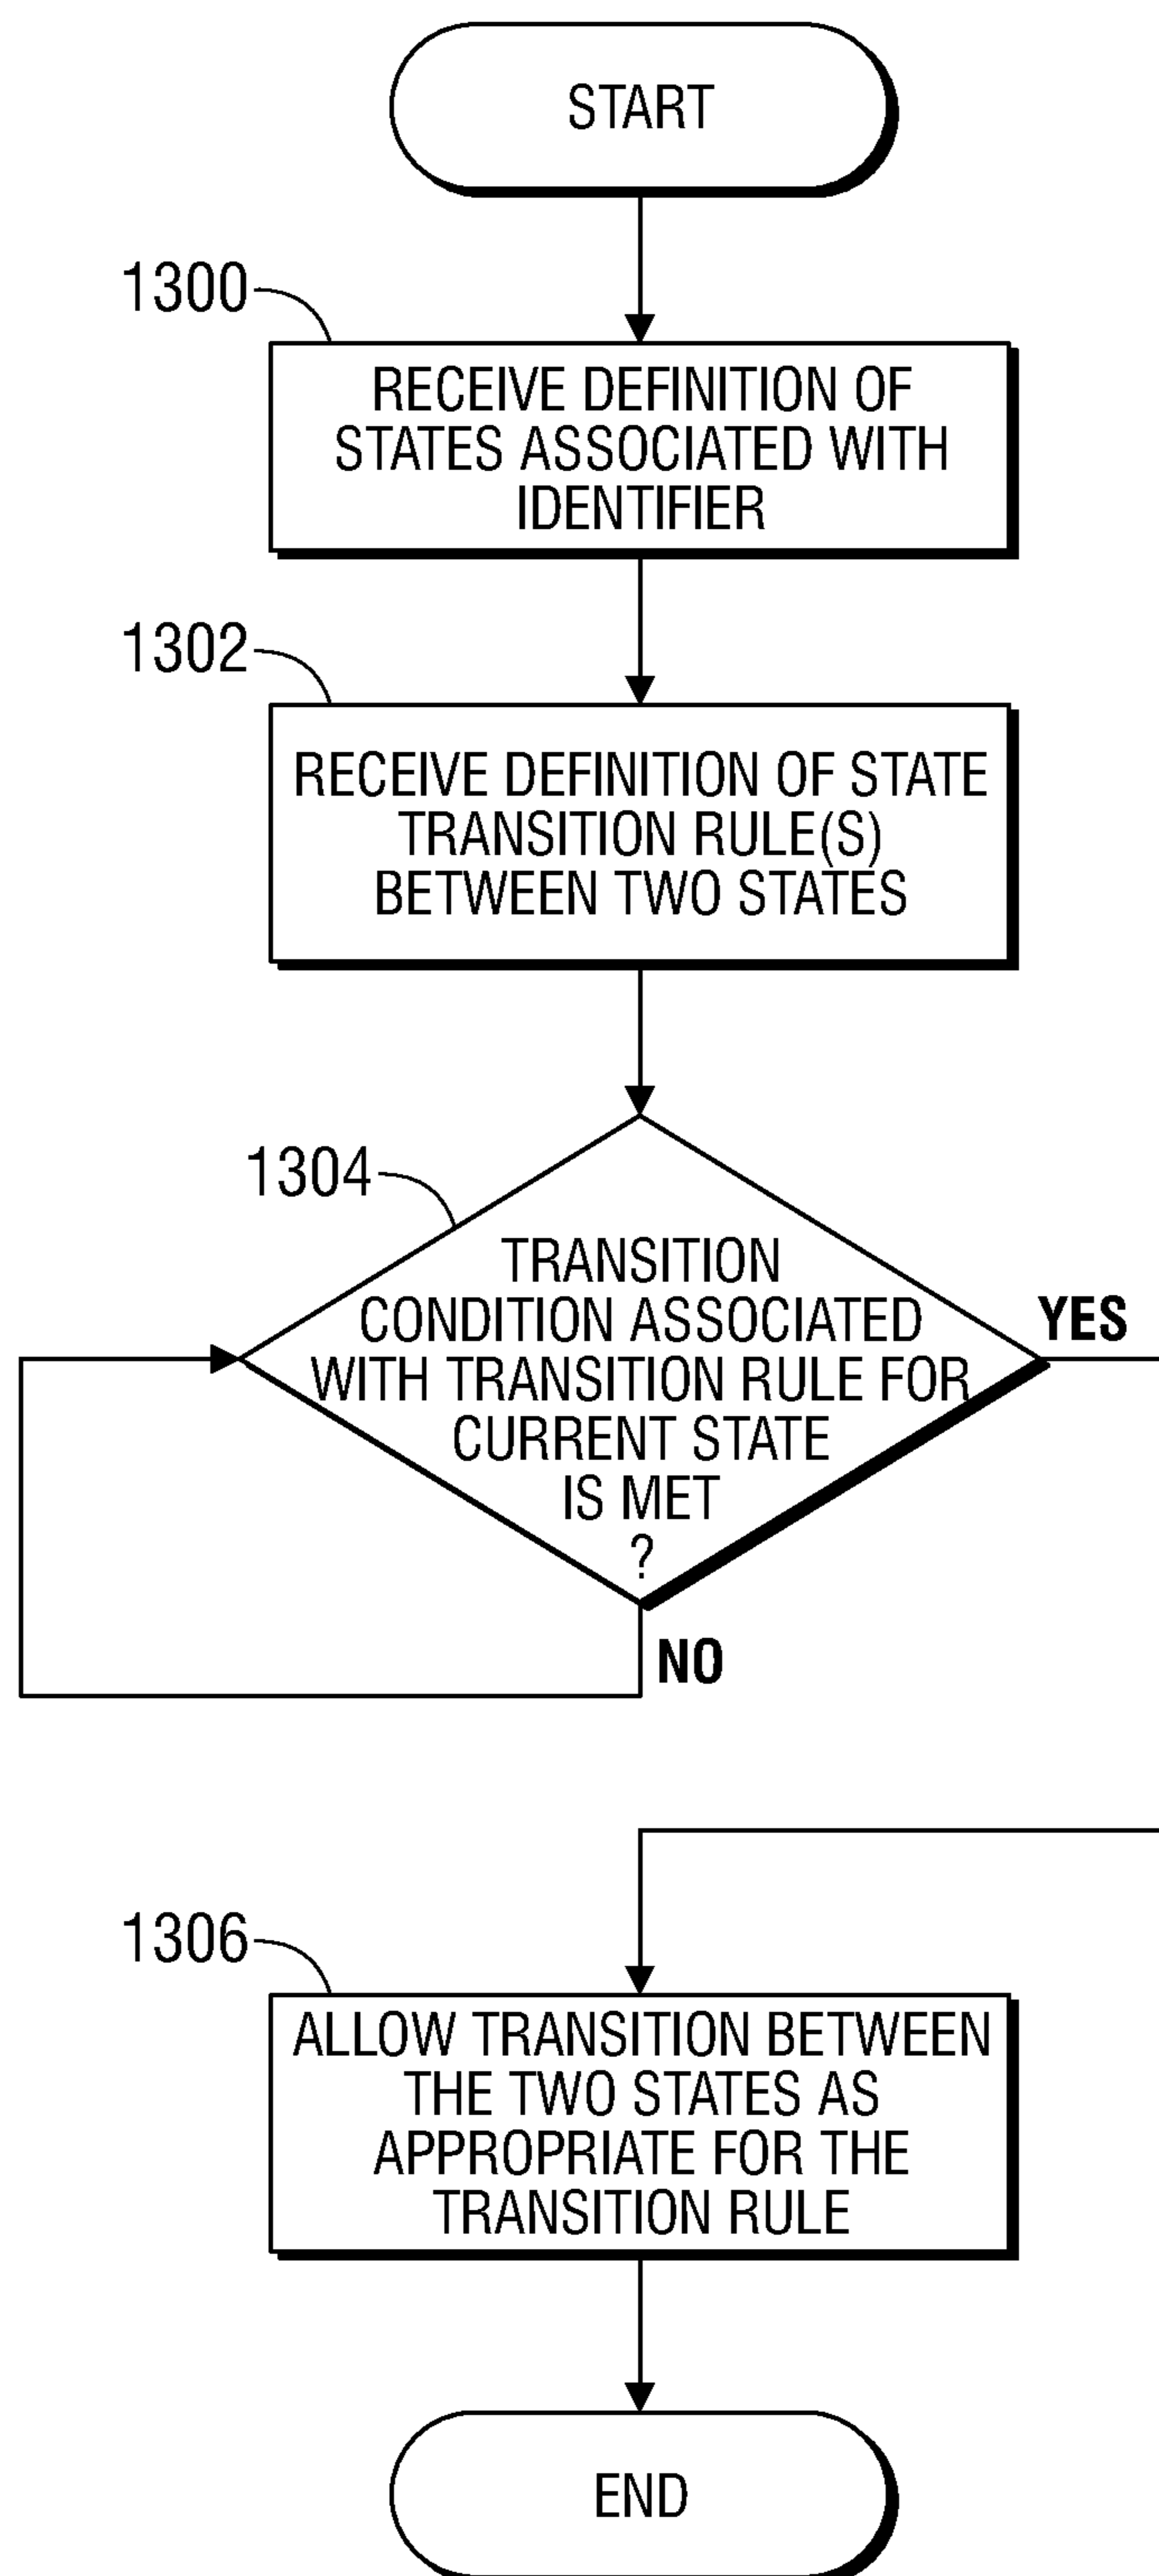 START
1300
RECEIVE DEFINITION OF
STATES ASSOCIATED WITH
IDENTIFIER
1302
RECEIVE DEFINITION OF STATE
TRANSITION RULE(S)
BETWEEN TWO STATES
1304
TRANSITION
CONDITION ASSOCIATED
WITH TRANSITION RULE FOR
CURRENT STATE
IS MET
?
YES
NO
1306
ALLOW TRANSITION BETWEEN
THE TWO STATES AS
APPROPRIATE FOR THE
TRANSITION RULE
END